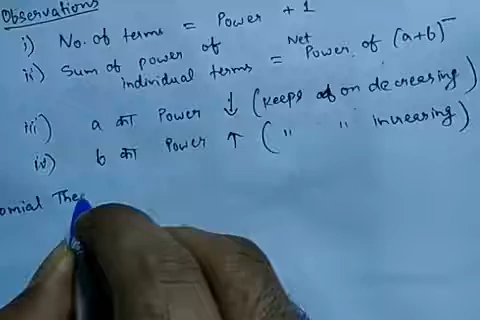 Observations
i) No. of terms = Power + 1
ii) Sum of power of individual terms = Net Power of (a+b)
iii) a का Power ↓ (keeps on decreasing)
iv) b का Power ↑ ( " " increasing)
omial The